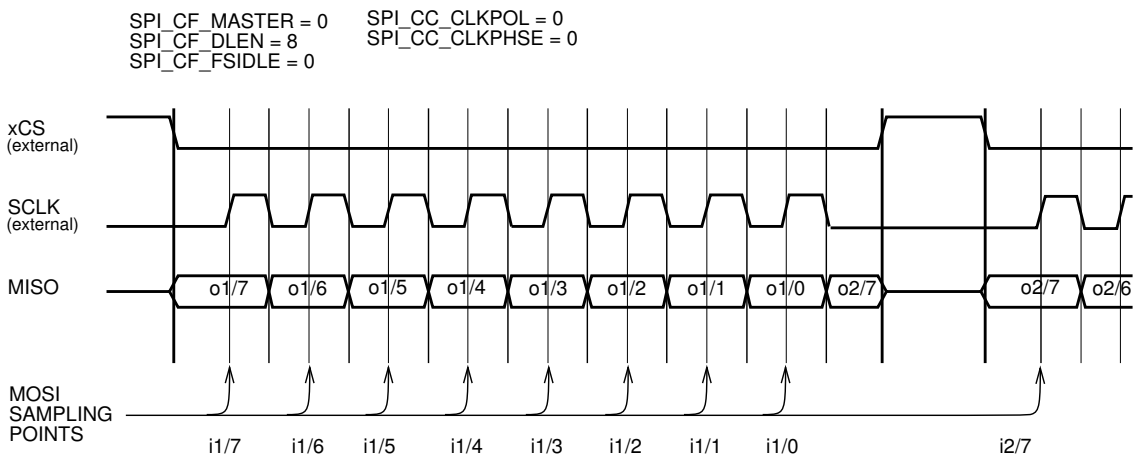 SPI_CF_MASTER = 0 SPI_CC_CLKPOL = 0
SPI_CF_DLEN = 8 SPI_CC_CLKPHSE = 0
SPI_CF_FSIDLE = 0
xCS
(external)
SCLK
(external)
MISO o1/7 o1/6 o1/5 o1/4 o1/3 o1/2 o1/1 o1/0 o2/7 o2/7 o2/6
MOSI
SAMPLING
POINTS
i1/7 i1/6 i1/5 i1/4 i1/3 i1/2 i1/1 i1/0 i2/7